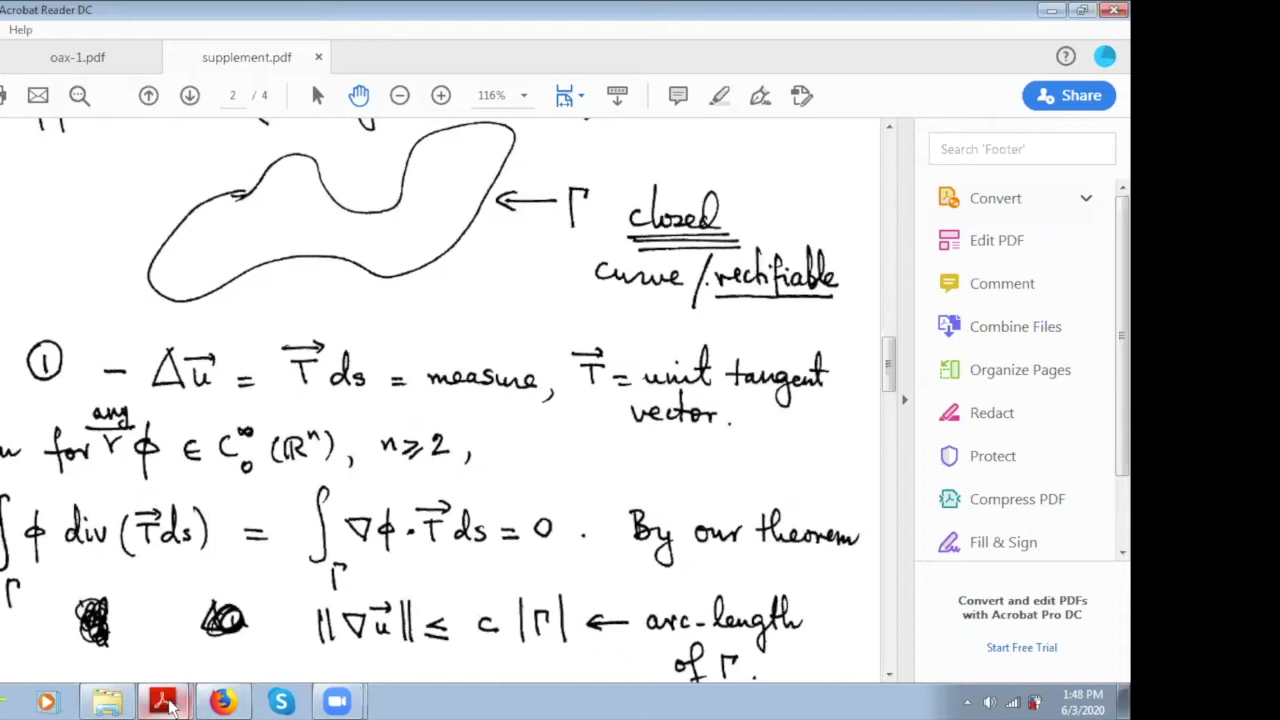 Acrobat Reader DC
Help
oax-1.pdf
supplement.pdf ×
2 / 4
116%
Share
Search 'Footer'
← Γ closed
curve / rectifiable
① - Δu⃗ = T⃗ ds = measure, T⃗ = unit tangent
vector.
any
for ϕ ∈ C₀^∞ (ℝⁿ), n ≥ 2,
∫_Γ ϕ div (T⃗ds) = ∫_Γ ∇ϕ · T⃗ ds = 0 . By our theorem
||∇u⃗|| ≤ c |Γ| ← arc-length
of Γ.
Convert
Edit PDF
Comment
Combine Files
Organize Pages
Redact
Protect
Compress PDF
Fill & Sign
Convert and edit PDFs
with Acrobat Pro DC
Start Free Trial
1:48 PM
6/3/2020